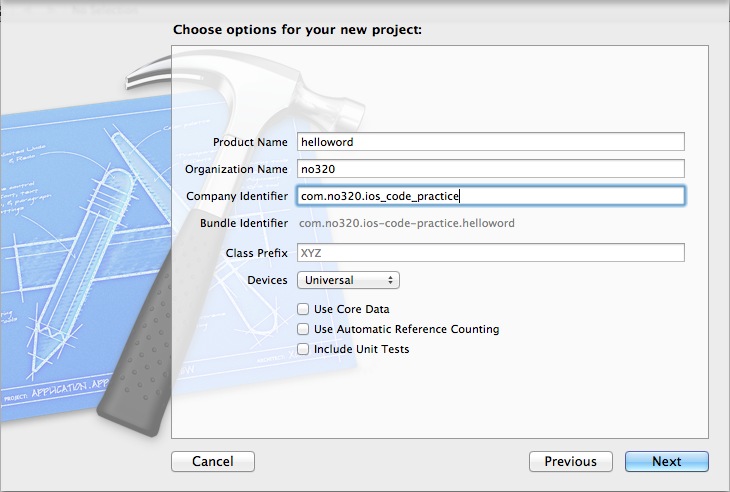 Choose options for your new project:
Product Name helloword
Organization Name no320
Company Identifier com.no320.ios_code_practice
Bundle Identifier com.no320.ios-code-practice.helloword
Class Prefix XYZ
Devices Universal
Use Core Data
Use Automatic Reference Counting
Include Unit Tests
PROJECT: APPLICATION.APP
Cancel Previous Next